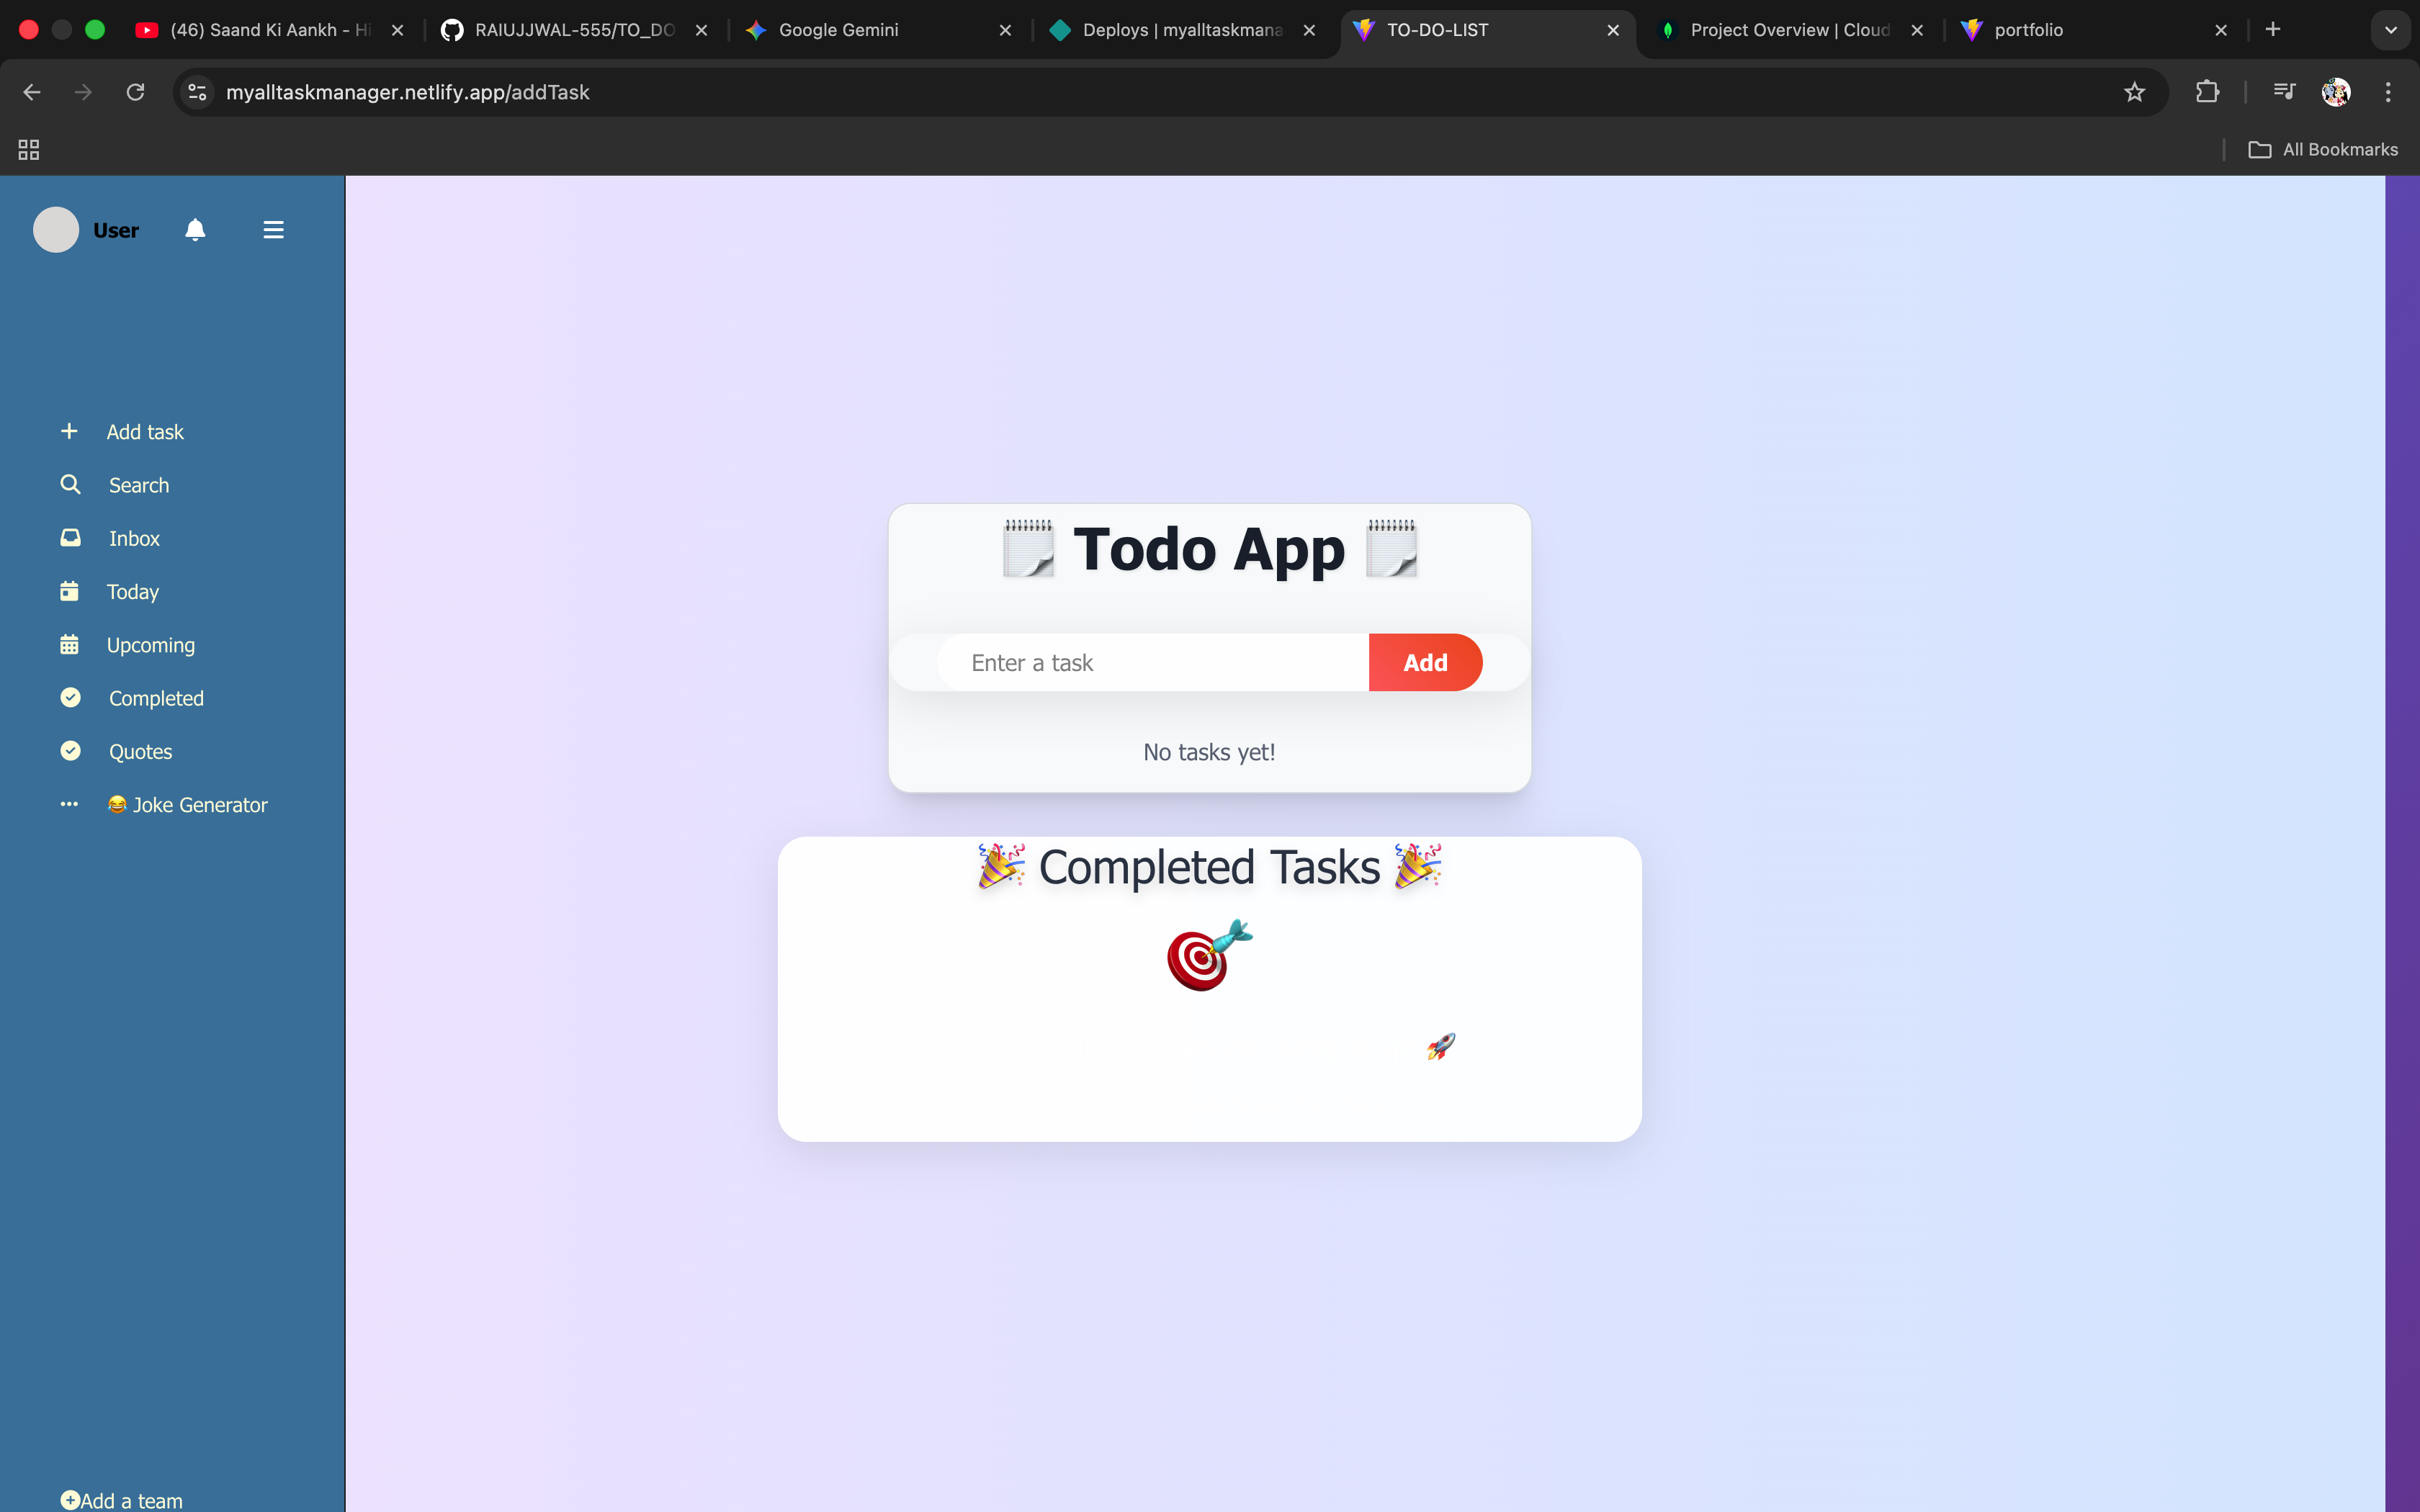 (46) Saand Ki Aankh - Hi
RAIUJJWAL-555/TO_DO
Google Gemini
Deploys | myalltaskmana
TO-DO-LIST
Project Overview | Cloud
portfolio
myalltaskmanager.netlify.app/addTask
All Bookmarks
User
Add task
Search
Inbox
Today
Upcoming
Completed
Quotes
😂 Joke Generator
Add a team
🗒️ Todo App 🗒️
Enter a task
Add
No tasks yet!
🎉 Completed Tasks 🎉